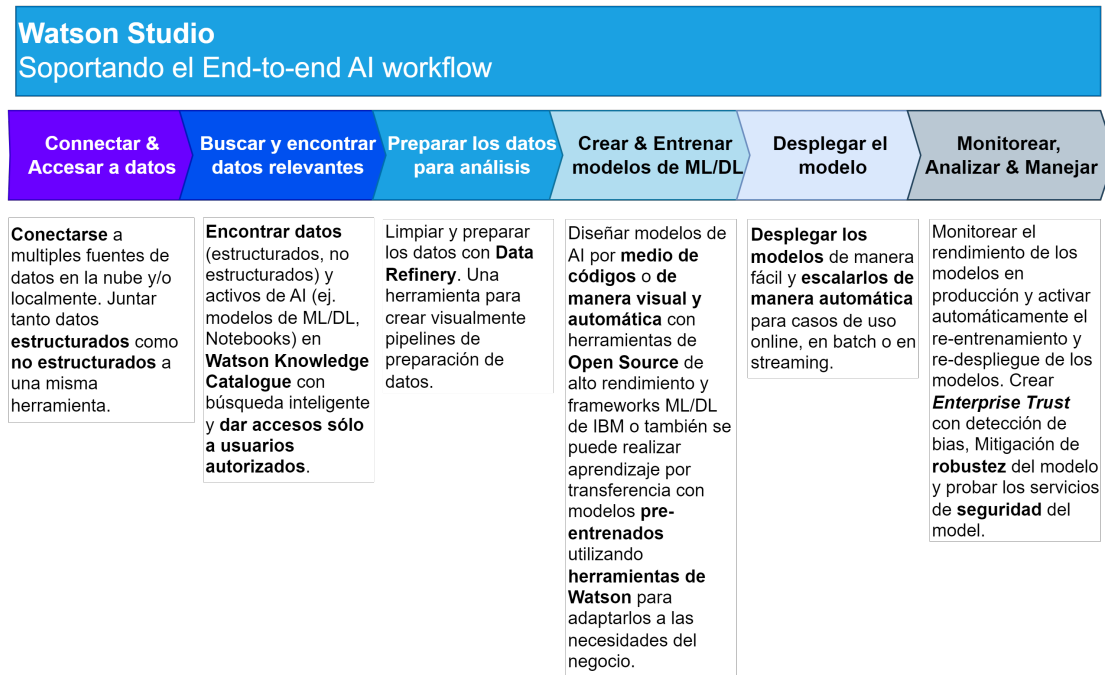 Watson Studio
Soportando el End-to-end AI workflow
Connectar &
Accesar a datos
Buscar y encontrar
datos relevantes
Preparar los datos
para análisis
Crear & Entrenar
modelos de ML/DL
Desplegar el
modelo
Monitorear,
Analizar & Manejar
Conectarse a
multiples fuentes de
datos en la nube y/o
localmente. Juntar
tanto datos
estructurados como
no estructurados a
una misma
herramienta.
Encontrar datos
(estructurados, no
estructurados) y
activos de AI (ej.
modelos de ML/DL,
Notebooks) en
Watson Knowledge
Catalogue con
búsqueda inteligente
y dar accesos sólo
a usuarios
autorizados.
Limpiar y preparar
los datos con Data
Refinery. Una
herramienta para
crear visualmente
pipelines de
preparación de
datos.
Diseñar modelos de
AI por medio de
códigos o de
manera visual y
automática con
herramientas de
Open Source de
alto rendimiento y
frameworks ML/DL
de IBM o también se
puede realizar
aprendizaje por
transferencia con
modelos pre-
entrenados
utilizando
herramientas de
Watson para
adaptarlos a las
necesidades del
negocio.
Desplegar los
modelos de manera
fácil y escalarlos de
manera automática
para casos de uso
online, en batch o en
streaming.
Monitorear el
rendimiento de los
modelos en
producción y activar
automáticamente el
re-entrenamiento y
re-despliegue de los
modelos. Crear
Enterprise Trust
con detección de
bias, Mitigación de
robustez del modelo
y probar los servicios
de seguridad del
model.